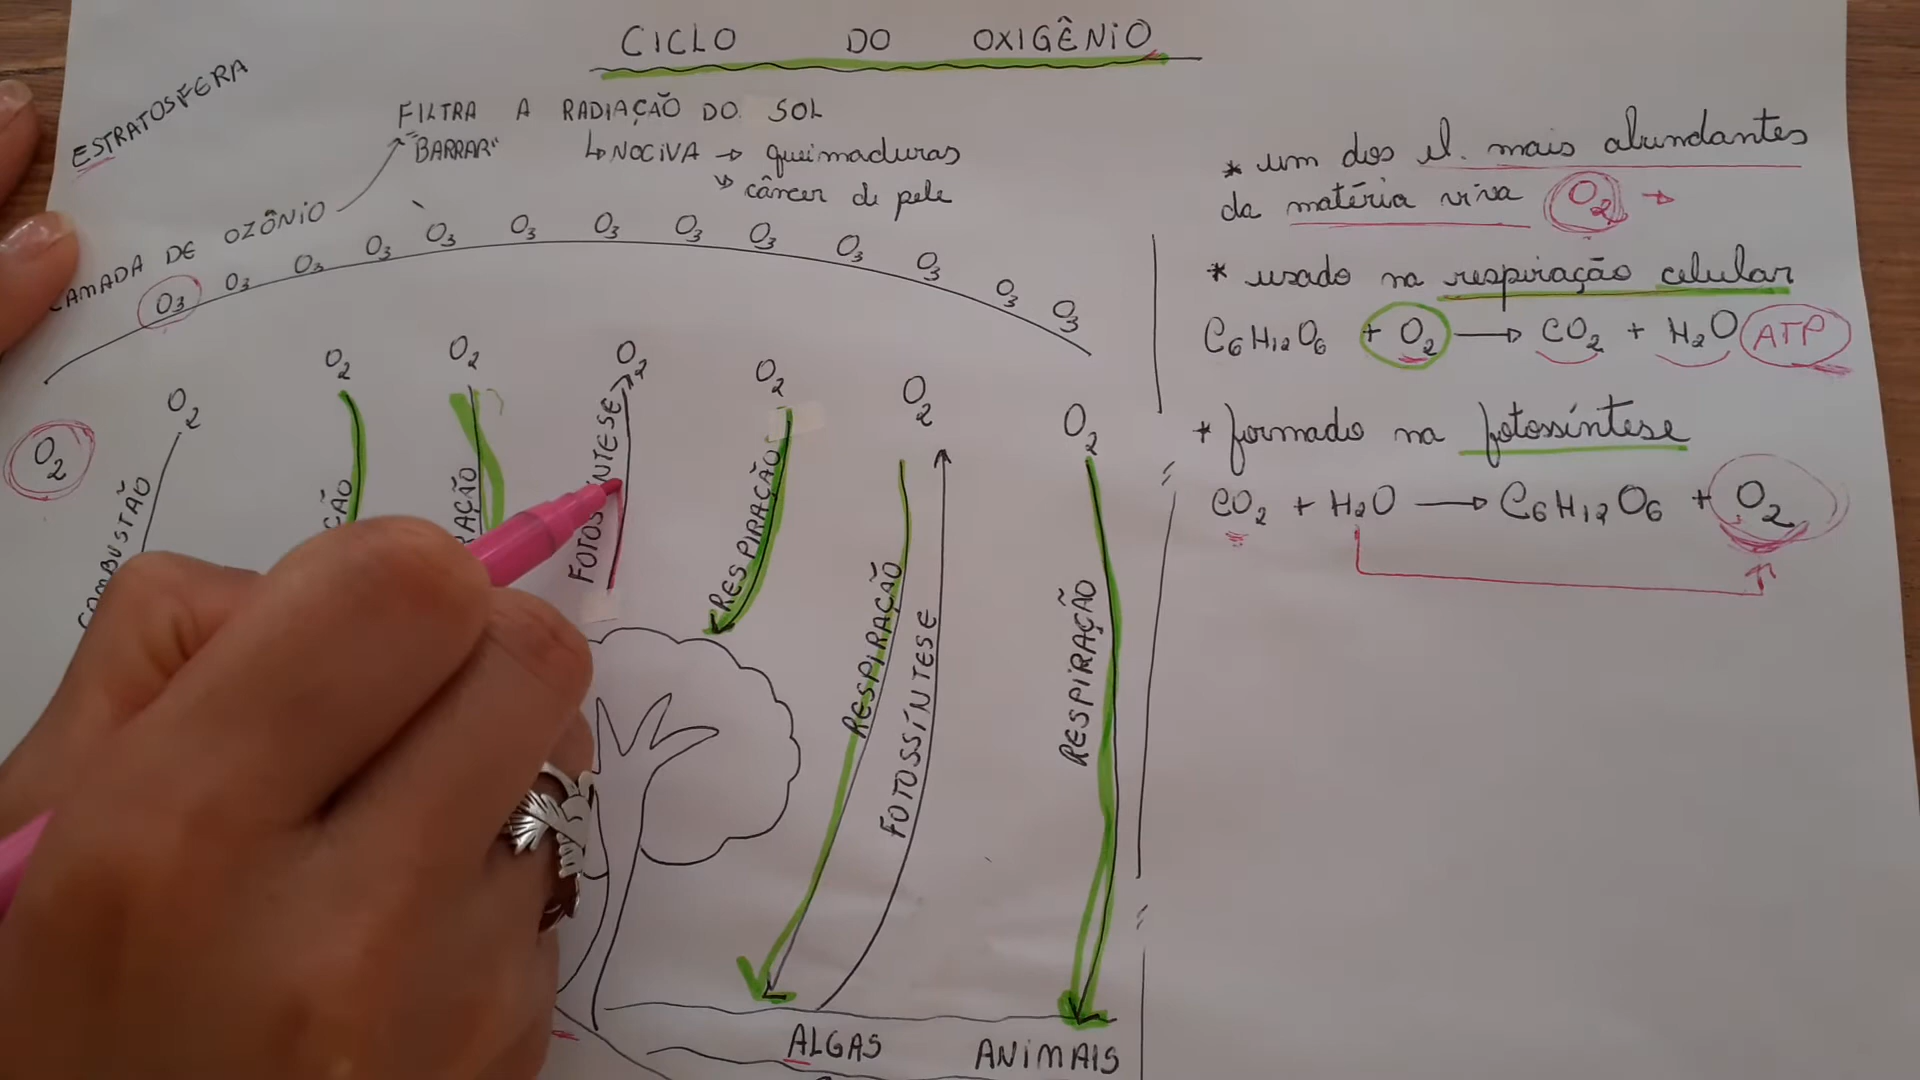 CICLO DO OXIGÊNIO
ESTRATOSFERA
FILTRA A RADIAÇÃO DO SOL
"BARRAR"
↳ NOCIVA → queimaduras
↘ câncer de pele
CAMADA DE OZÔNIO
O3 O3 O3 O3 O3 O3 O3 O3 O3 O3 O3 O3 O3
O2
O2 O2 O2 O2 O2 O2 O2
COMBUSTÃO
FOTOS NTESE
RESPIRAÇÃO
RESPIRAÇÃO
FOTOSSÍNTESE
RESPIRAÇÃO
ALGAS
ANIMAIS
* um dos el. mais abundantes
da matéria viva O2 →
* usado na respiração celular
C6H12O6 + O2 → CO2 + H2O ATP
* formado na fotossíntese
CO2 + H2O → C6H12O6 + O2